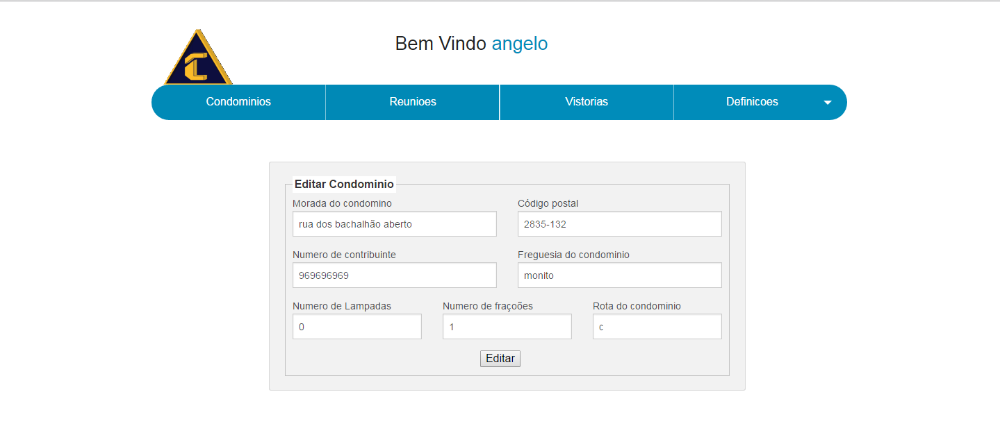 Bem Vindo angelo
Condominios Reunioes Vistorias Definicoes
Editar Condominio
Morada do condomino Código postal
rua dos bachalhão aberto 2835-132
Numero de contribuinte Freguesia do condominio
969696969 monito
Numero de Lampadas Numero de fraçoões Rota do condominio
0 1 c
Editar